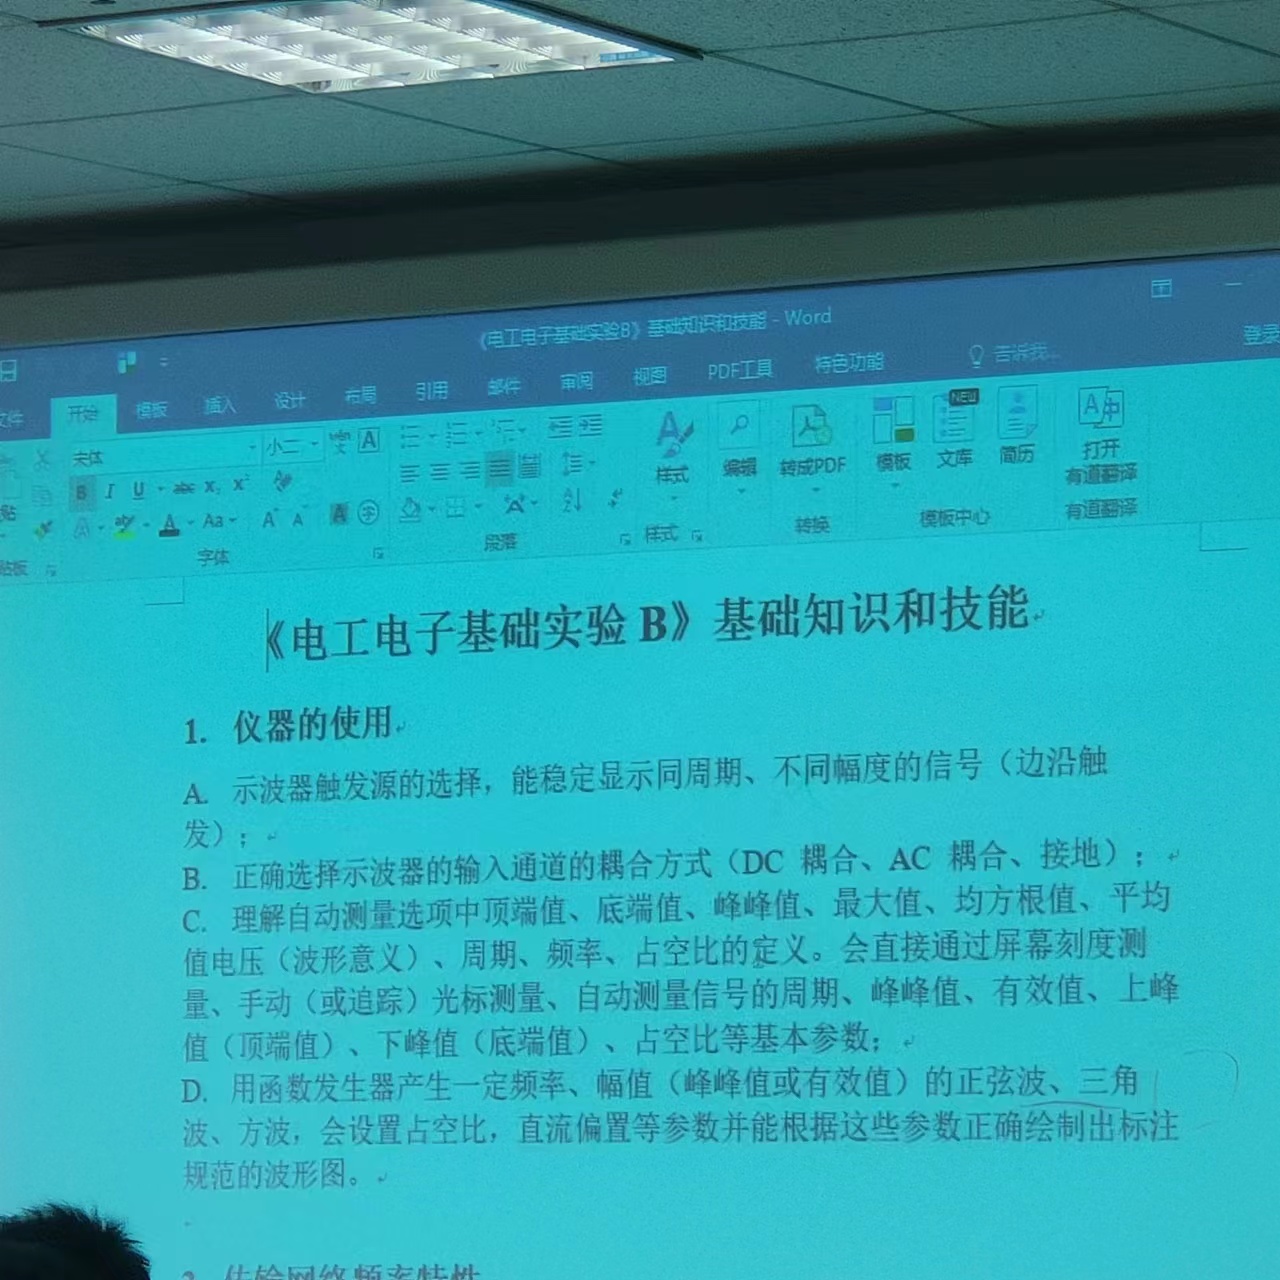 《电工电子基础实验B》基础知识和技能 - Word
文件 开始 模板 插入 设计 布局 引用 邮件 审阅 视图 PDF工具 特色功能 告诉我... 登录
宋体 小二
B I U abc X₂ X² A
Aa A A A 字
样式 编辑 转成PDF 模板 文库 NEW 简历 打开
有道翻译
贴板 字体 段落 样式 转换 模板中心 有道翻译
《电工电子基础实验 B》基础知识和技能
1. 仪器的使用
A. 示波器触发源的选择，能稳定显示同周期、不同幅度的信号（边沿触
发）；
B. 正确选择示波器的输入通道的耦合方式（DC 耦合、AC 耦合、接地）；
C. 理解自动测量选项中顶端值、底端值、峰峰值、最大值、均方根值、平均
值电压（波形意义）、周期、频率、占空比的定义。会直接通过屏幕刻度测
量、手动（或追踪）光标测量、自动测量信号的周期、峰峰值、有效值、上峰
值（顶端值）、下峰值（底端值）、占空比等基本参数；
D. 用函数发生器产生一定频率、幅值（峰峰值或有效值）的正弦波、三角
波、方波，会设置占空比，直流偏置等参数并能根据这些参数正确绘制出标注
规范的波形图。
传输网络频率特性